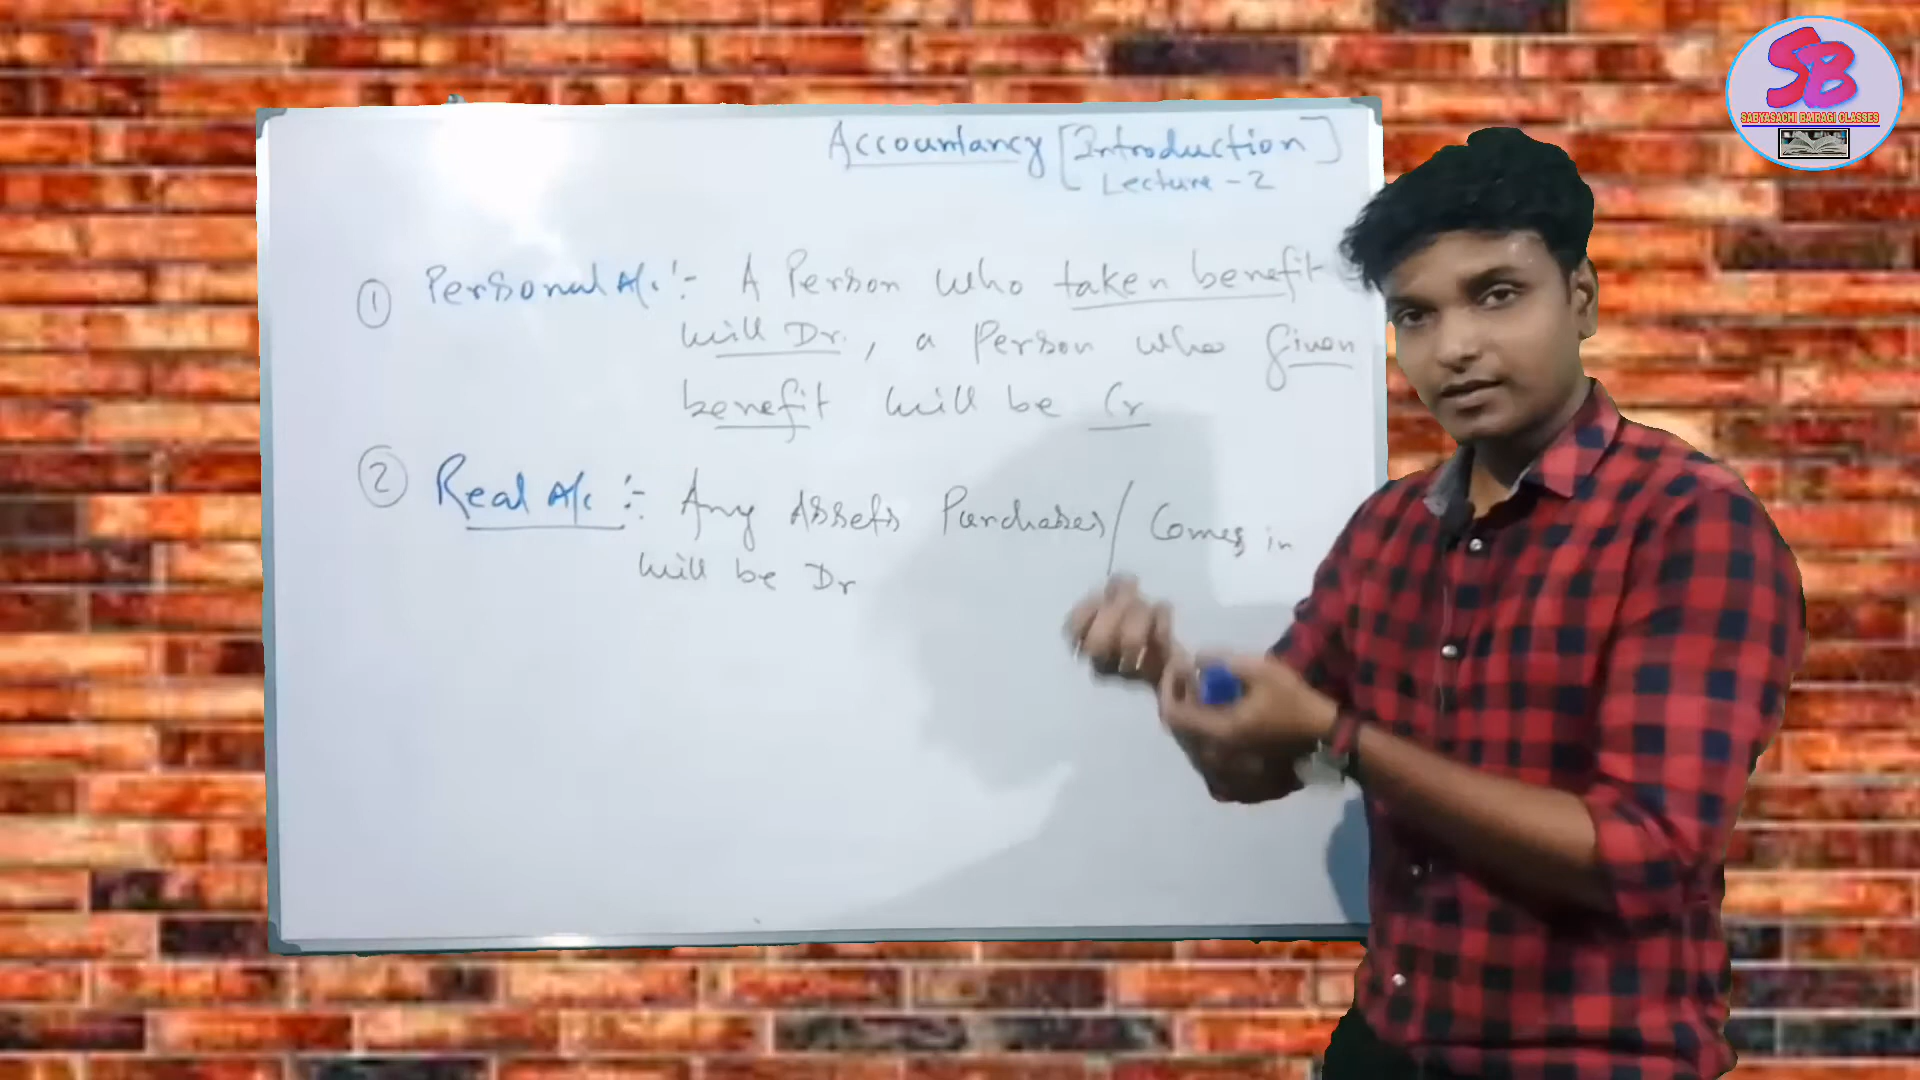 SB
SABYASACHI BAIRAGI CLASSES
Accountancy [Introduction]
Lecture - 2
① Personal A/c :- A Person who taken benefit
will Dr., a Person who Given
benefit will be Cr
② Real A/c :- Any Assets Purchases / Comes in
will be Dr